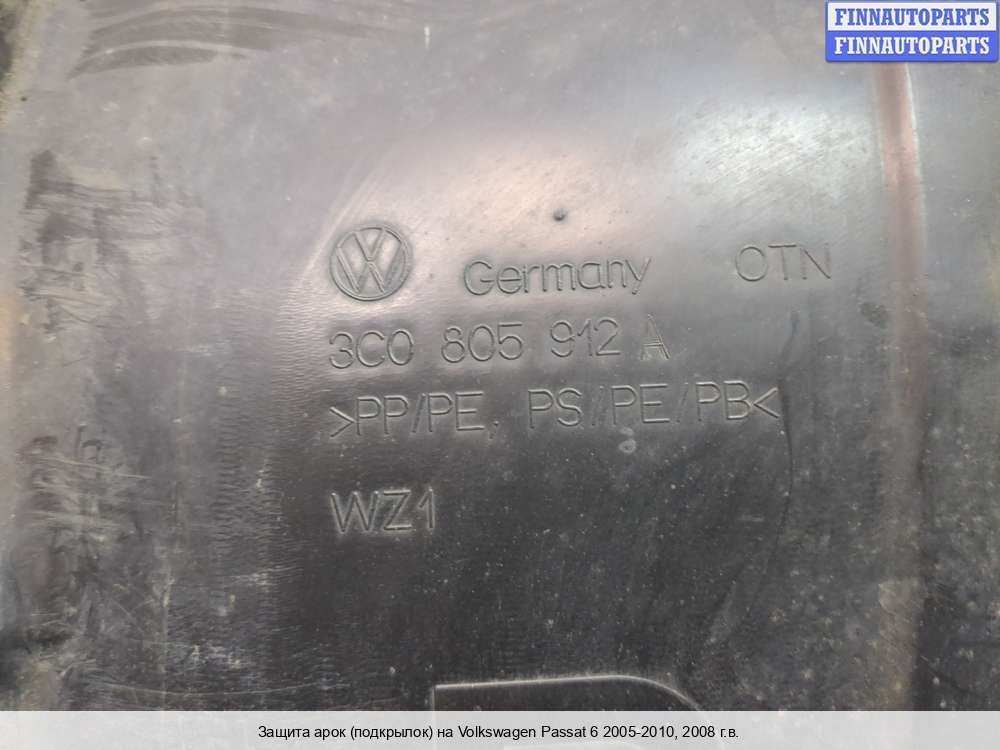 FINNAUTOPARTS
FINNAUTOPARTS
Germany OTN
3C0 805 912 A
>PP/PE, PS/PE/PB<
WZ1
Защита арок (подкрылок) на Volkswagen Passat 6 2005-2010, 2008 г.в.